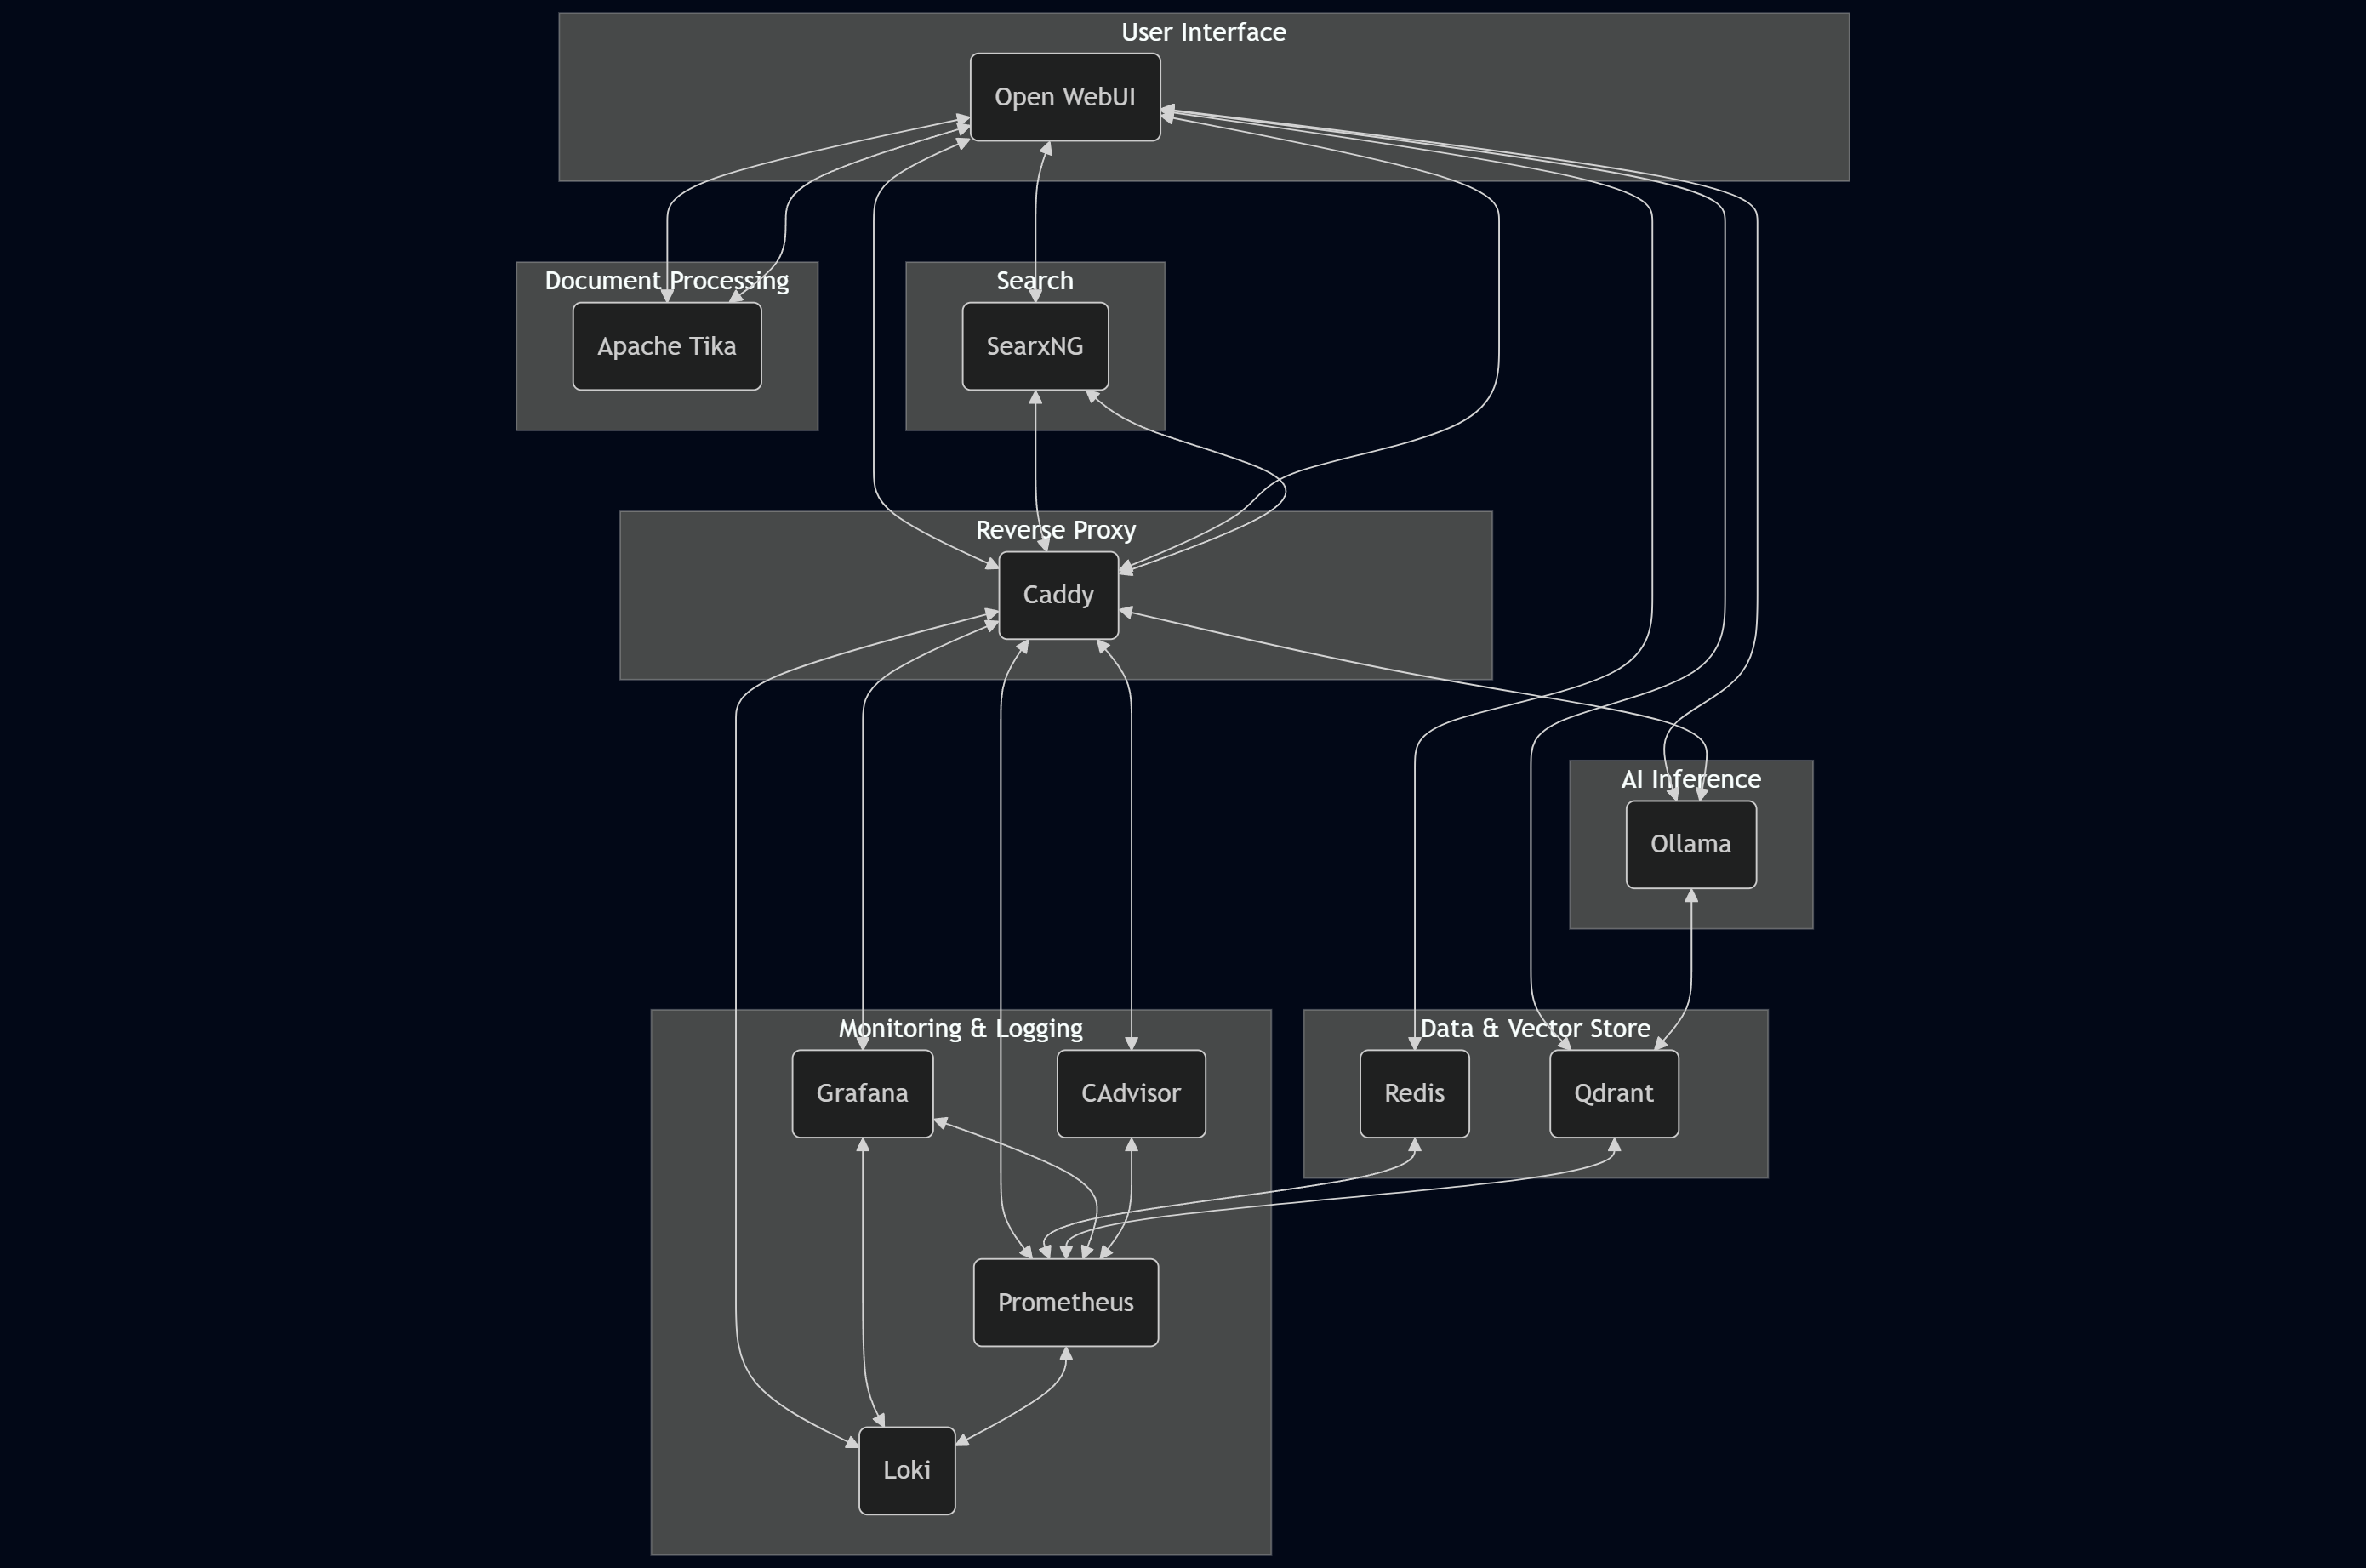 User Interface
Open WebUI
Document Processing
Apache Tika
Search
SearxNG
Reverse Proxy
Caddy
AI Inference
Ollama
Monitoring & Logging
Grafana
CAdvisor
Prometheus
Loki
Data & Vector Store
Redis
Qdrant